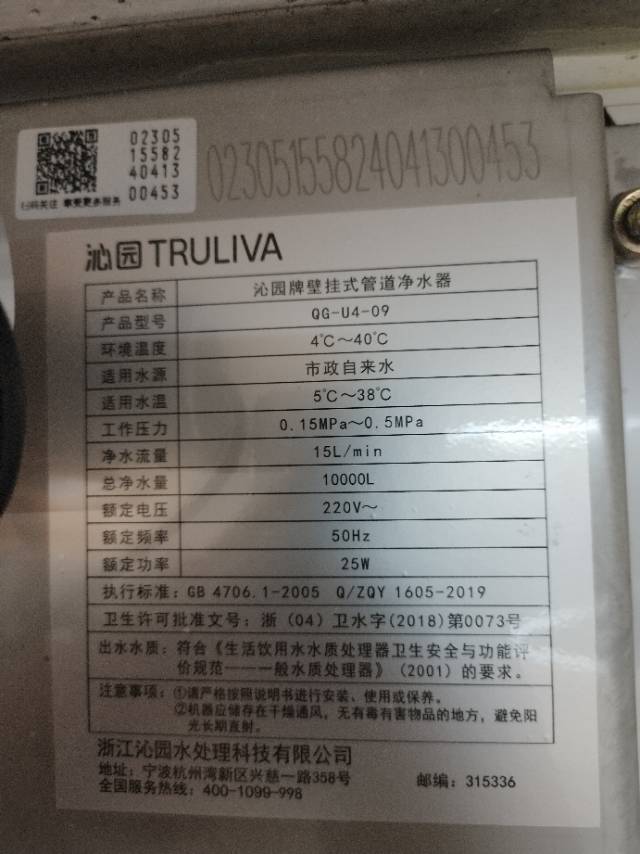 02305
15582
40413
00453
扫码关注 享受更多服务
023051558240413 00453
沁园 TRULIVA
产品名称 沁园牌壁挂式管道净水器
产品型号 QG-U4-09
环境温度 4℃～40℃
适用水源 市政自来水
适用水温 5℃～38℃
工作压力 0.15MPa～0.5MPa
净水流量 15L/min
总净水量 10000L
额定电压 220V～
额定频率 50Hz
额定功率 25W
执行标准：GB 4706.1-2005 Q/ZQY 1605-2019
卫生许可批准文号：浙（04）卫水字(2018)第0073号
出水水质：符合《生活饮用水水质处理器卫生安全与功能评
价规范——一般水质处理器》（2001）的要求。
注意事项：①请严格按照说明书进行安装、使用或保养。
②机器应储存在干燥通风，无有毒有害物品的地方，避免阳
光长期直射。
浙江沁园水处理科技有限公司
地址：宁波杭州湾新区兴慈一路358号 邮编：315336
全国服务热线：400-1099-998